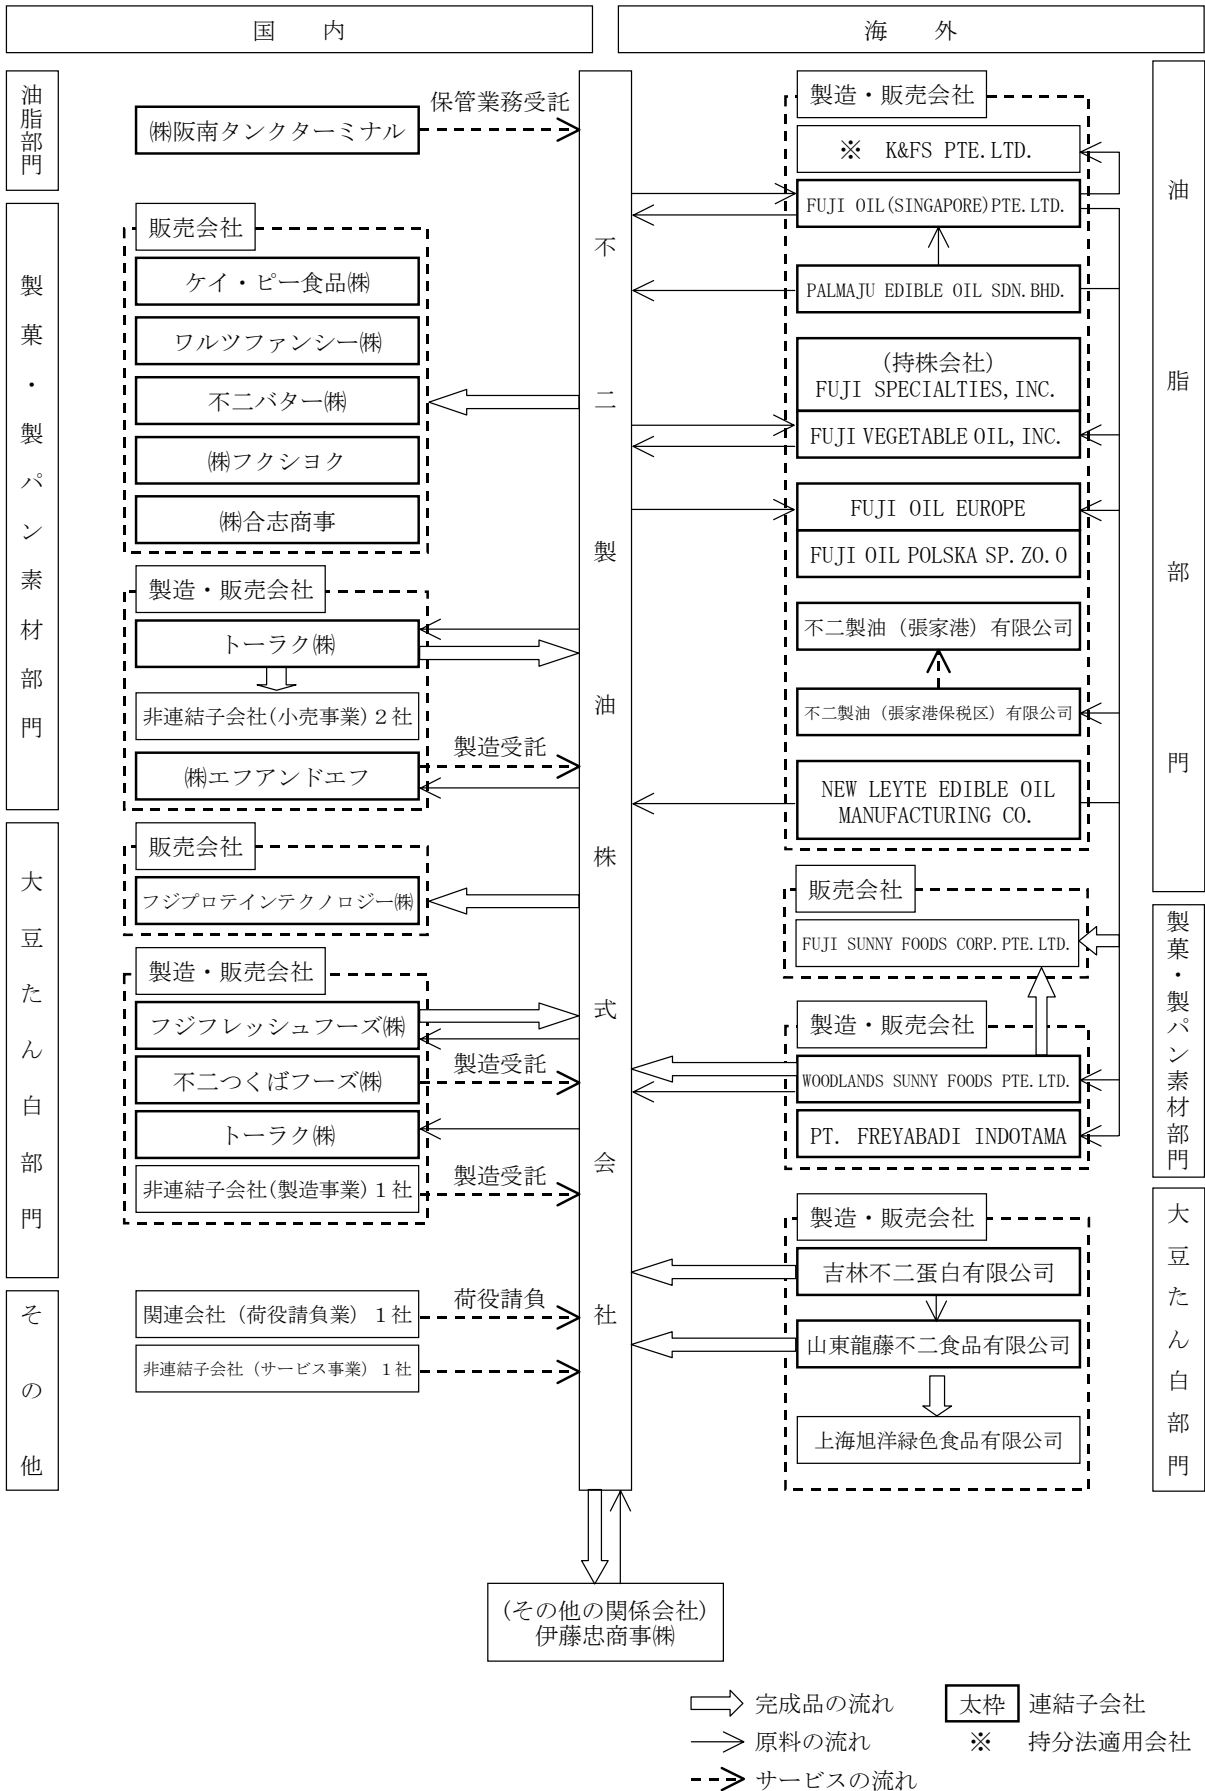 国　内
海　外
油脂部門
㈱阪南タンクターミナル
保管業務受託
製菓・製パン素材部門
販売会社
ケイ・ピー食品㈱
ワルツファンシー㈱
不二バター㈱
㈱フクシヨク
㈱合志商事
製造・販売会社
トーラク㈱
非連結子会社(小売事業)２社
㈱エフアンドエフ
製造受託
大豆たん白部門
販売会社
フジプロテインテクノロジー㈱
製造・販売会社
フジフレッシュフーズ㈱
不二つくばフーズ㈱
製造受託
トーラク㈱
非連結子会社(製造事業)１社
製造受託
その他
関連会社（荷役請負業）１社
荷役請負
非連結子会社（サービス事業）１社
不二製油株式会社
油脂部門
製造・販売会社
※　K&FS PTE.LTD.
FUJI OIL(SINGAPORE)PTE.LTD.
PALMAJU EDIBLE OIL SDN.BHD.
(持株会社)
FUJI SPECIALTIES,INC.
FUJI VEGETABLE OIL,INC.
FUJI OIL EUROPE
FUJI OIL POLSKA SP.ZO.O
不二製油（張家港）有限公司
不二製油（張家港保税区）有限公司
NEW LEYTE EDIBLE OIL
MANUFACTURING CO.
製菓・製パン素材部門
販売会社
FUJI SUNNY FOODS CORP.PTE.LTD.
製造・販売会社
WOODLANDS SUNNY FOODS PTE.LTD.
PT. FREYABADI INDOTAMA
大豆たん白部門
製造・販売会社
吉林不二蛋白有限公司
山東龍藤不二食品有限公司
上海旭洋緑色食品有限公司
(その他の関係会社)
伊藤忠商事㈱
完成品の流れ
太枠　連結子会社
原料の流れ
※　持分法適用会社
サービスの流れ